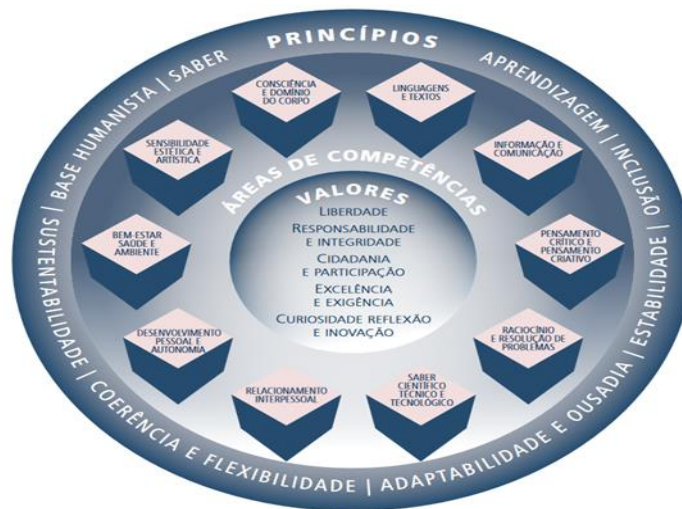 PRINCÍPIOS
APRENDIZAGEM | INCLUSÃO | ESTABILIDADE | ADAPTABILIDADE E OUSADIA | COERÊNCIA E FLEXIBILIDADE | SUSTENTABILIDADE | BASE HUMANISTA | SABER
ÁREAS DE COMPETÊNCIAS
LINGUAGENS
E TEXTOS
INFORMAÇÃO E
COMUNICAÇÃO
PENSAMENTO
CRÍTICO E
PENSAMENTO
CRIATIVO
RACIOCÍNIO
E RESOLUÇÃO DE
PROBLEMAS
SABER
CIENTÍFICO
TÉCNICO E
TECNOLÓGICO
RELACIONAMENTO
INTERPESSOAL
DESENVOLVIMENTO
PESSOAL E
AUTONOMIA
BEM-ESTAR
SAÚDE E
AMBIENTE
SENSIBILIDADE
ESTÉTICA E
ARTÍSTICA
CONSCIÊNCIA
E DOMÍNIO
DO CORPO
VALORES
LIBERDADE
RESPONSABILIDADE
E INTEGRIDADE
CIDADANIA
E PARTICIPAÇÃO
EXCELÊNCIA
E EXIGÊNCIA
CURIOSIDADE REFLEXÃO
E INOVAÇÃO